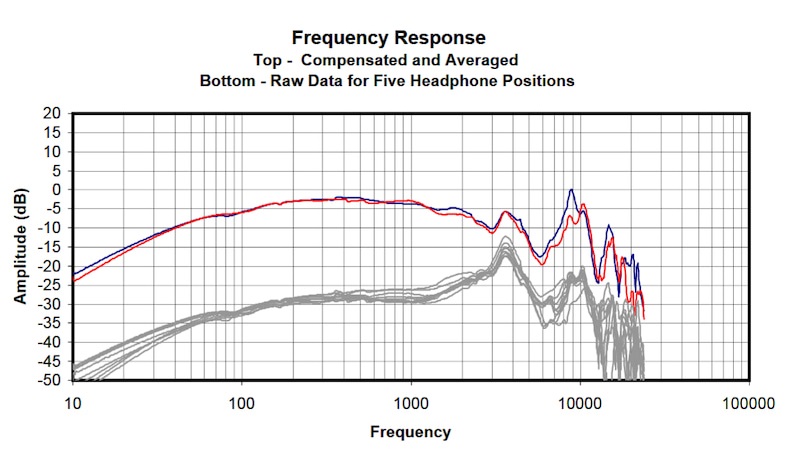 Frequency Response
Top - Compensated and Averaged
Bottom - Raw Data for Five Headphone Positions
20
15
10
5
0
-5
-10
-15
-20
-25
-30
-35
-40
-45
-50
Amplitude (dB)
10 100 1000 10000 100000
Frequency